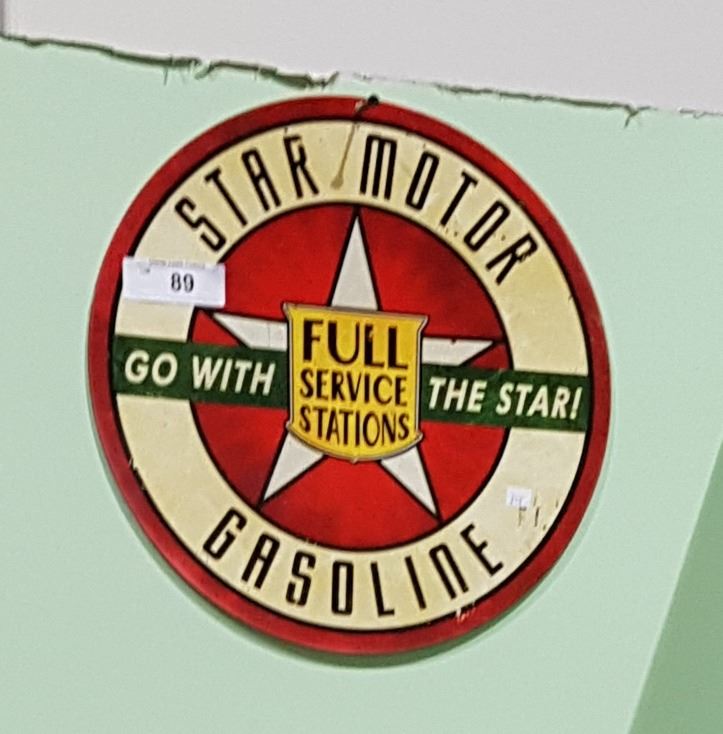 STAR MOTOR
89
GO WITH
FULL
SERVICE
STATIONS
THE STAR!
GASOLINE